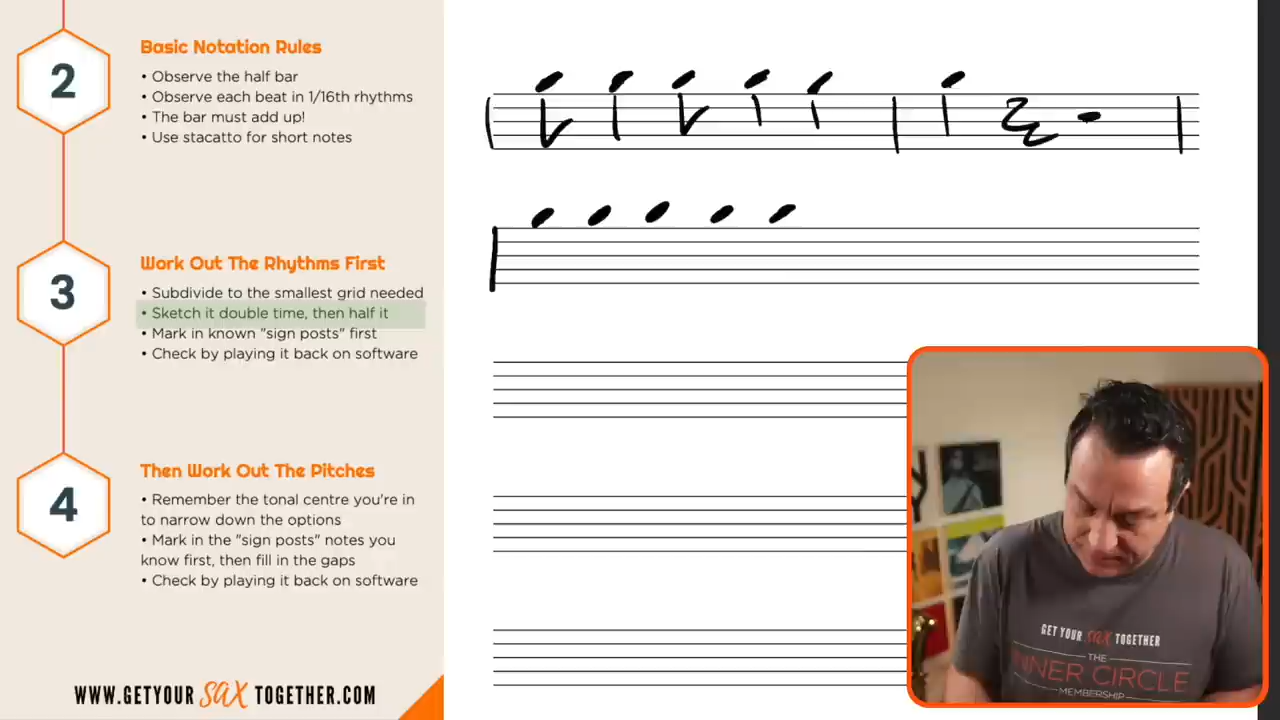 2
Basic Notation Rules
• Observe the half bar
• Observe each beat in 1/16th rhythms
• The bar must add up!
• Use stacatto for short notes
3
Work Out The Rhythms First
• Subdivide to the smallest grid needed
• Sketch it double time, then half it
• Mark in known "sign posts" first
• Check by playing it back on software
4
Then Work Out The Pitches
• Remember the tonal centre you're in
to narrow down the options
• Mark in the "sign posts" notes you
know first, then fill in the gaps
• Check by playing it back on software
WWW.GETYOUR SAX TOGETHER.COM
GET YOUR SAX TOGETHER
THE
INNER CIRCLE
MEMBERSHIP